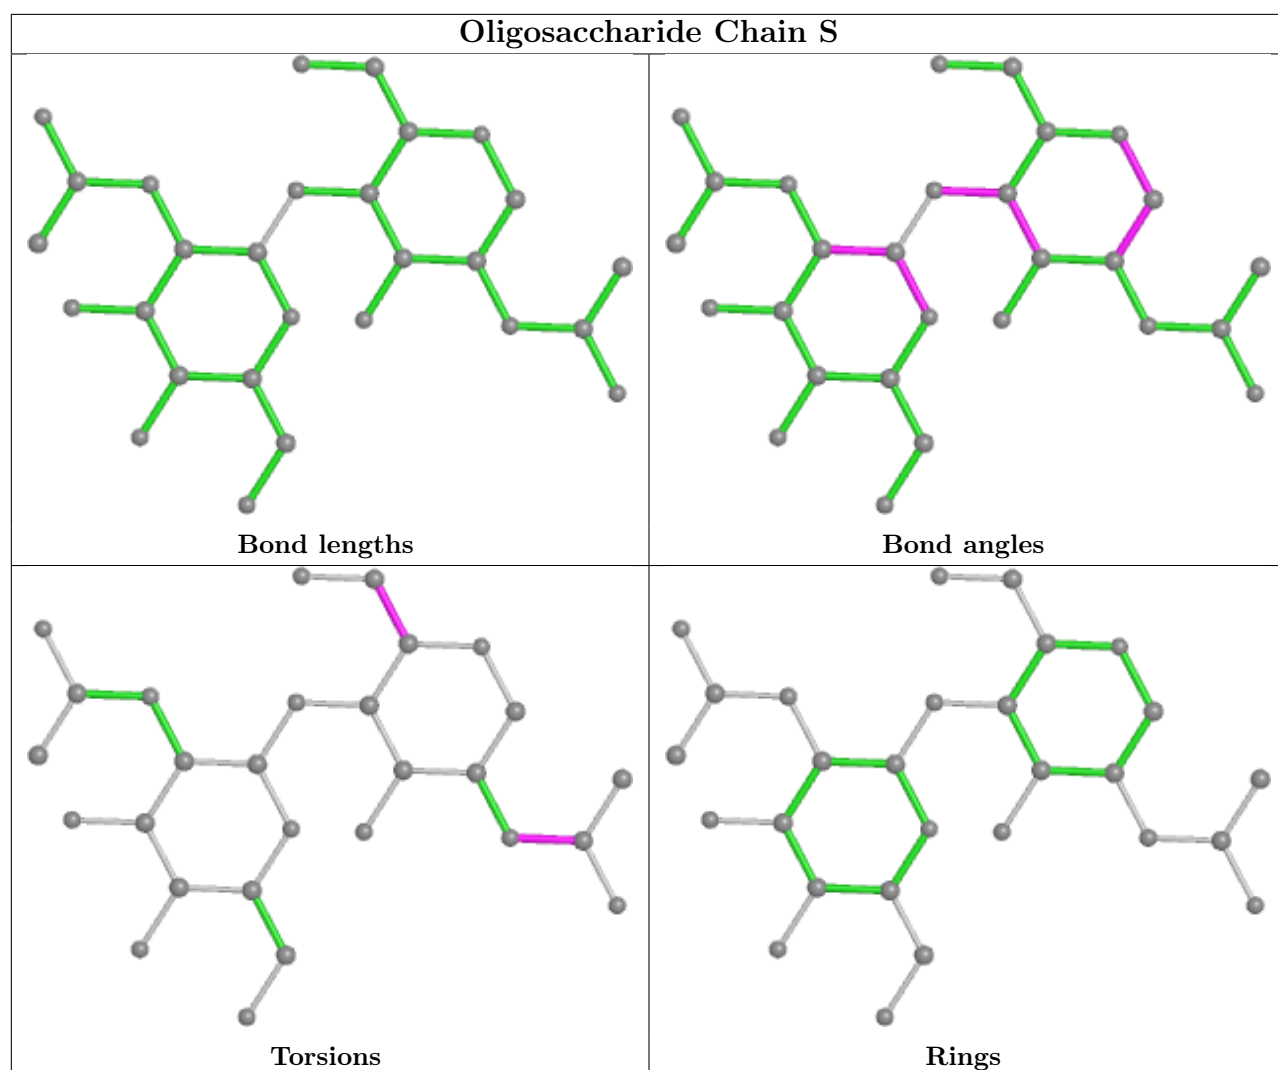 Oligosaccharide Chain S
Bond lengths
Bond angles
Torsions
Rings